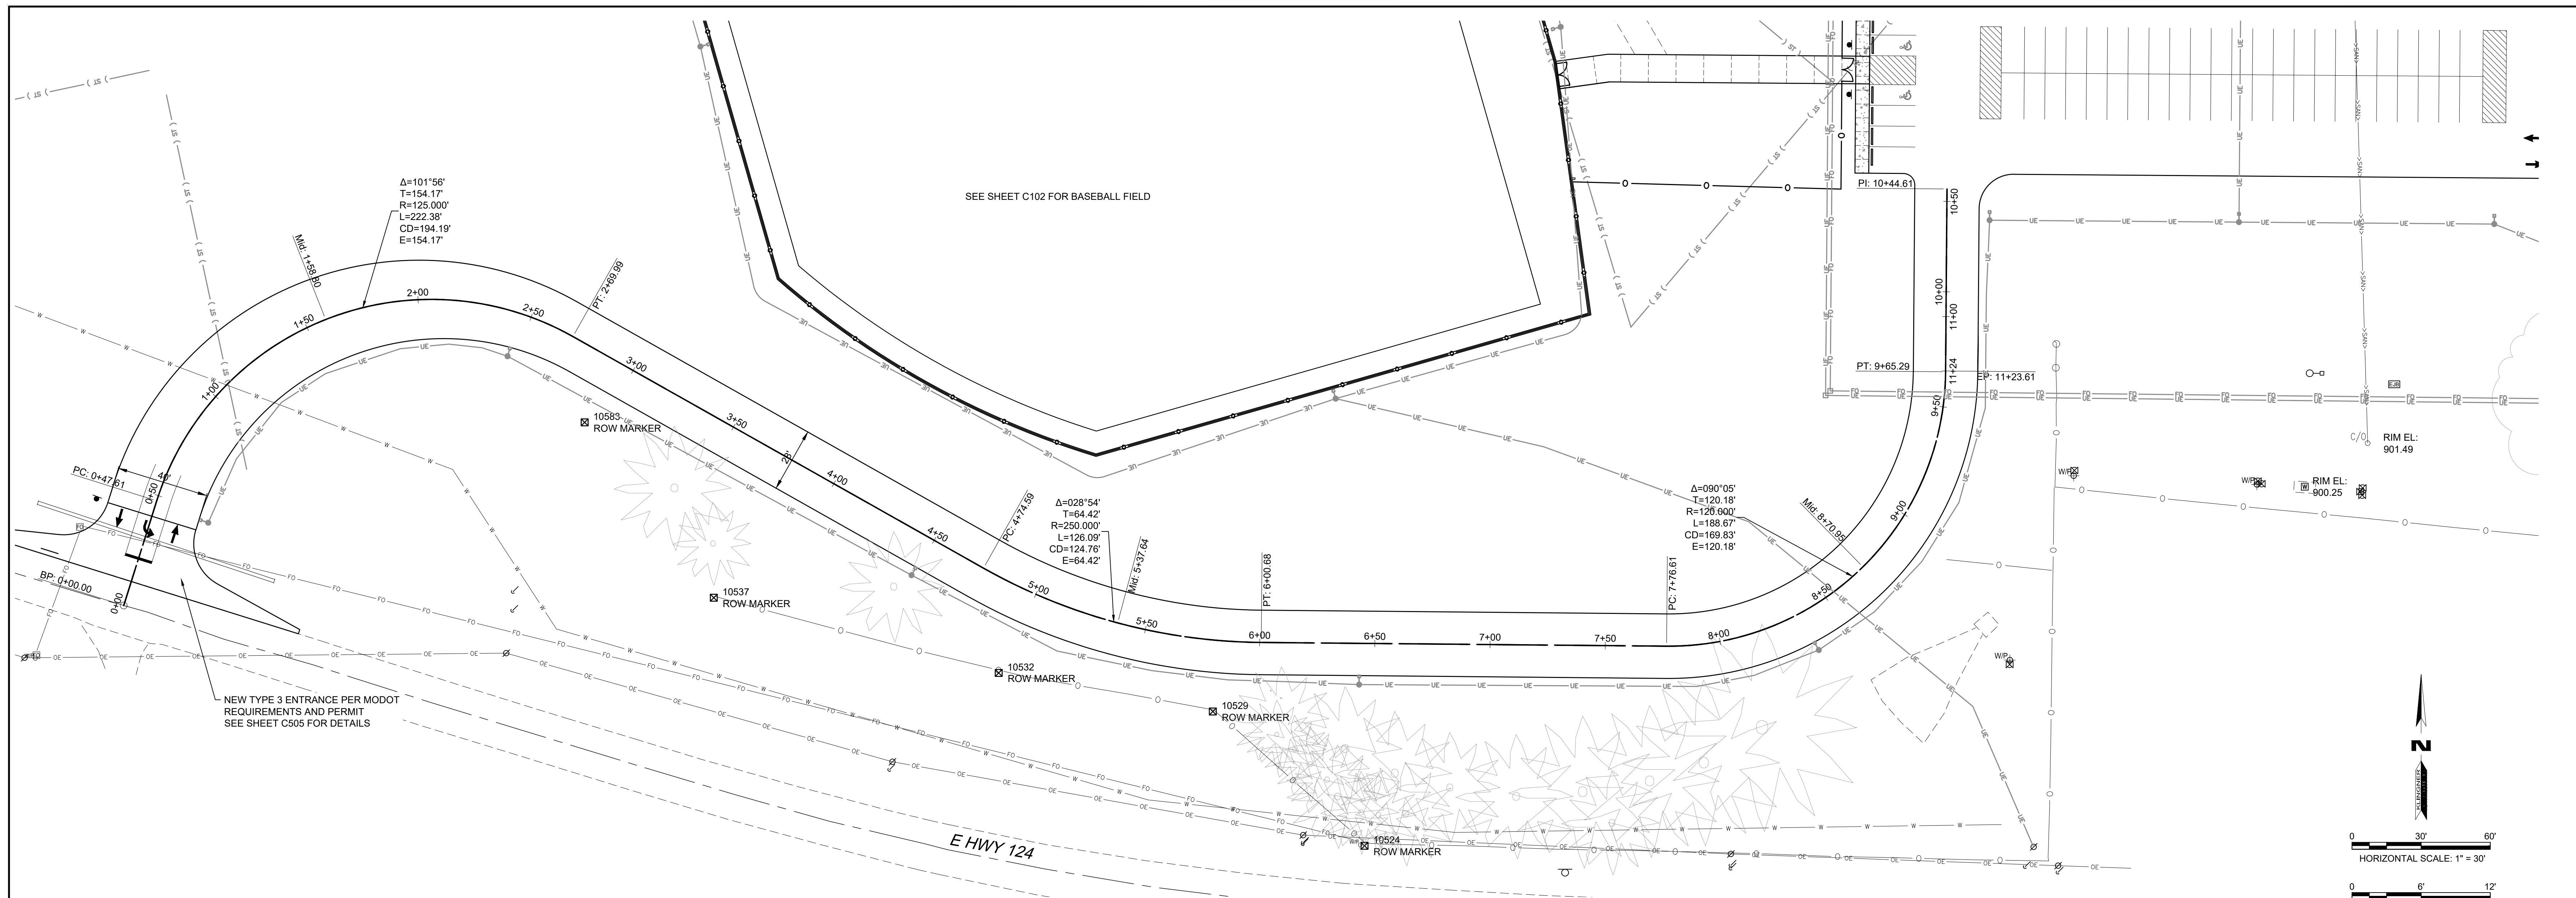 SEE SHEET C102 FOR BASEBALL FIELD
Δ=101°56'
T=154.17'
R=125.000'
L=222.38'
CD=194.19'
E=154.17'
Mid: 1+58.80
PT: 2+69.99
PC: 0+47.61
40'
BP: 0+00.00
0+00
0+50
1+00
1+50
2+00
2+50
3+00
3+50
28'
4+00
4+50
5+00
5+50
6+00
6+50
7+00
7+50
8+00
8+50
9+00
9+50
10+00
10+50
11+00
11+24
10583
ROW MARKER
10537
ROW MARKER
10532
ROW MARKER
10529
ROW MARKER
10524
ROW MARKER
NEW TYPE 3 ENTRANCE PER MODOT
REQUIREMENTS AND PERMIT
SEE SHEET C505 FOR DETAILS
PC: 4+74.59
Δ=028°54'
T=64.42'
R=250.000'
L=126.09'
CD=124.76'
E=64.42'
Mid: 5+37.64
PT: 6+00.68
PC: 7+76.61
Δ=090°05'
T=120.18'
R=120.000'
L=188.67'
CD=169.83'
E=120.18'
Mid: 8+70.95
PT: 9+65.29
PI: 10+44.61
EP: 11+23.61
E HWY 124
C/O
RIM EL:
901.49
RIM EL:
900.25
W/P
W/P
W/P
W
N
KLINGNER
0 30' 60'
HORIZONTAL SCALE: 1" = 30'
0 6' 12'